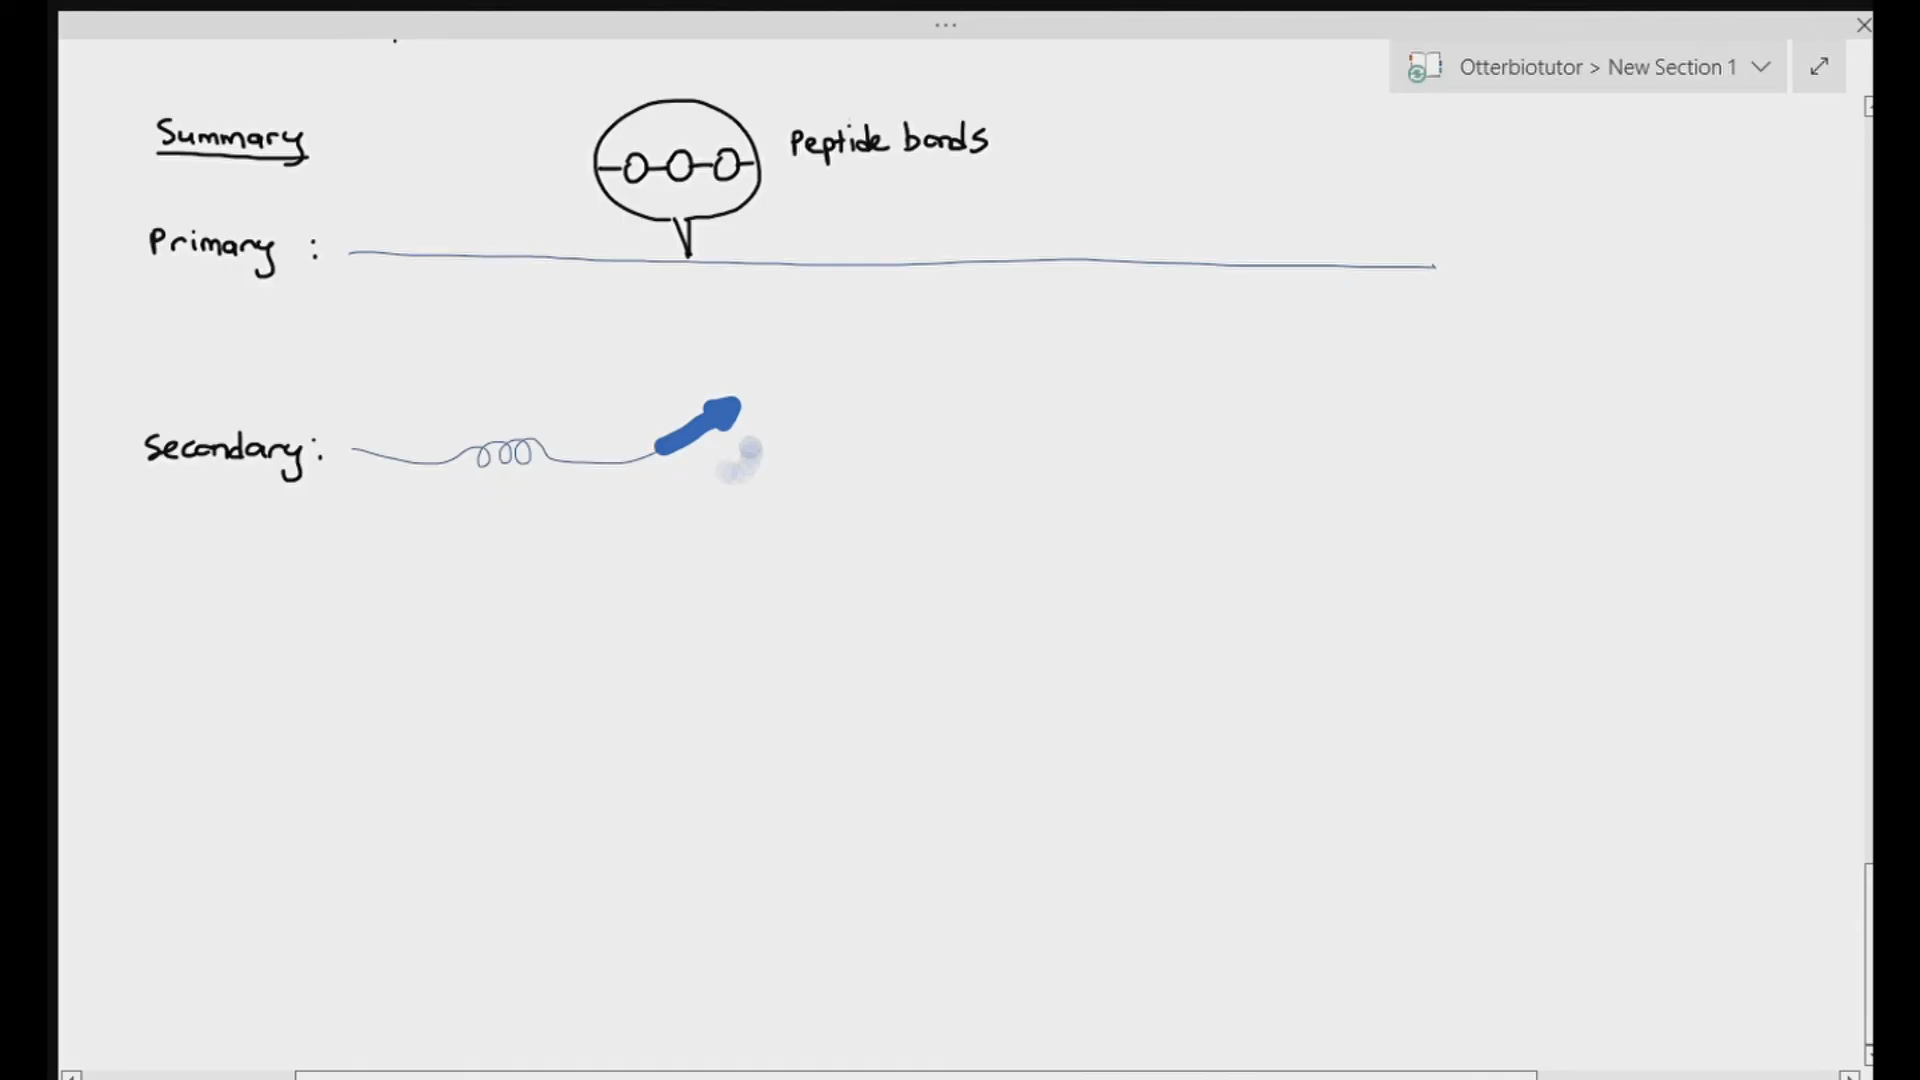 Otterbiotutor > New Section 1
Summary
Peptide bonds
Primary :
Secondary: